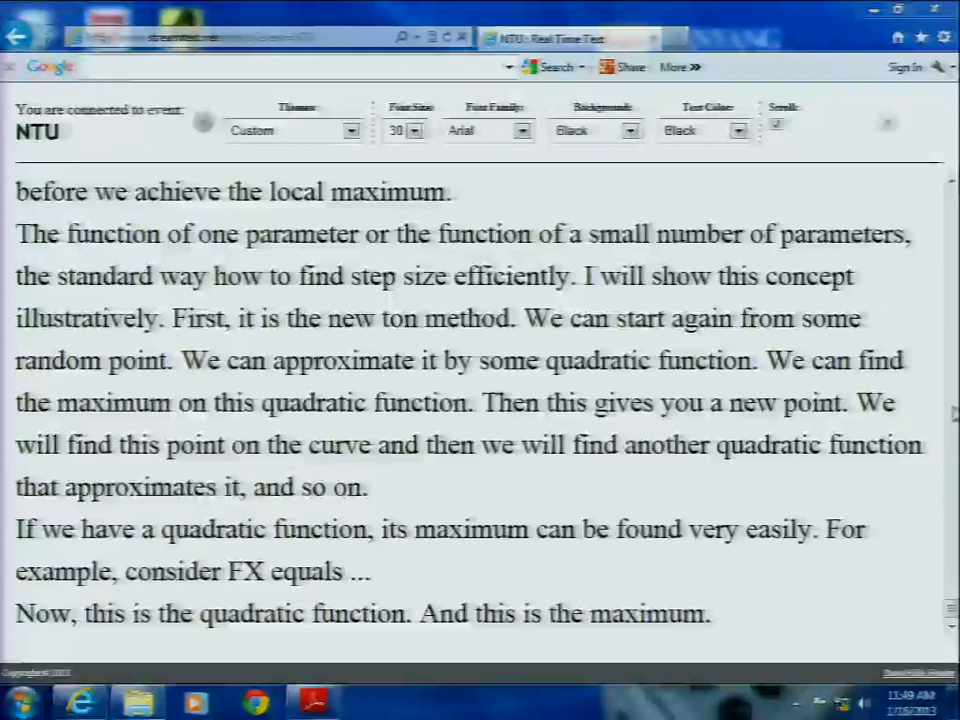 NTU: Real Time Text
Google
Search
Share
More »
Sign In
You are connected to event:
NTU
Themes
Font Size
Font Family
Background
Text Color
Scroll
Custom
30
Arial
Black
Black
before we achieve the local maximum.
The function of one parameter or the function of a small number of parameters,
the standard way how to find step size efficiently. I will show this concept
illustratively. First, it is the new ton method. We can start again from some
random point. We can approximate it by some quadratic function. We can find
the maximum on this quadratic function. Then this gives you a new point. We
will find this point on the curve and then we will find another quadratic function
that approximates it, and so on.
If we have a quadratic function, its maximum can be found very easily. For
example, consider FX equals ...
Now, this is the quadratic function. And this is the maximum.
11:49 AM
1/16/2013